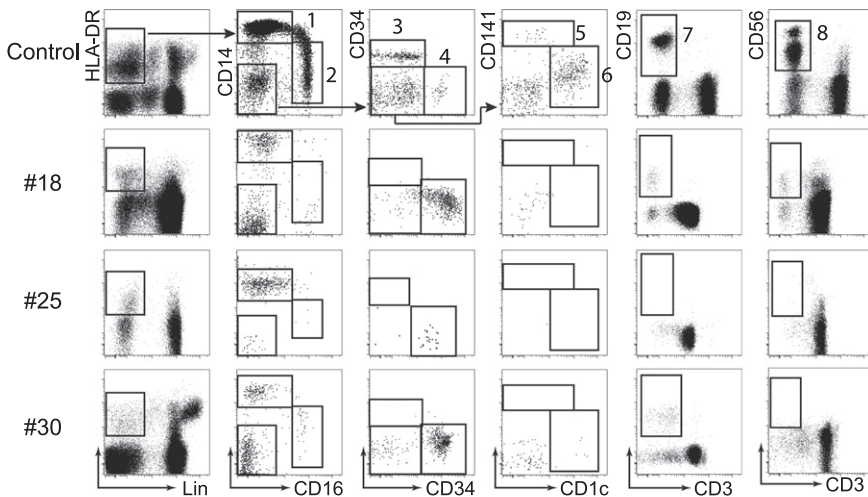 Control
HLA-DR
CD14
1
2
CD34
3
4
CD141
5
6
CD19
7
CD56
8
#18
#25
#30
Lin
CD16
CD34
CD1c
CD3
CD3